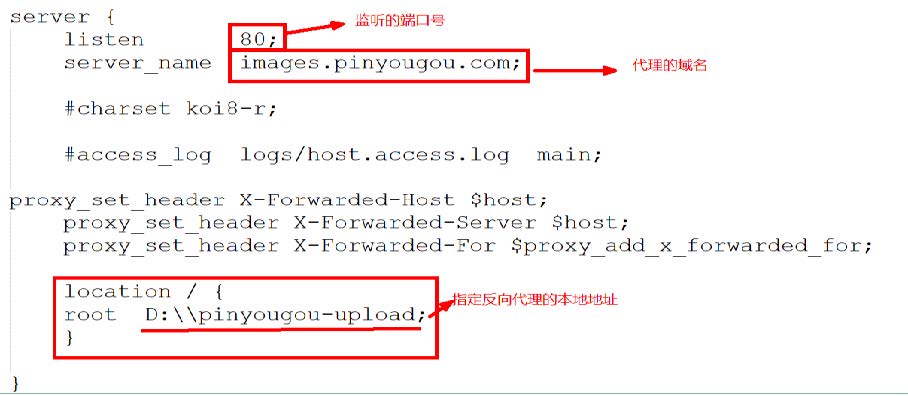 server {
监听的端口号
listen 80;
server_name images.pinyougou.com;
代理的域名
#charset koi8-r;
#access_log logs/host.access.log main;
proxy_set_header X-Forwarded-Host $host;
proxy_set_header X-Forwarded-Server $host;
proxy_set_header X-Forwarded-For $proxy_add_x_forwarded_for;
location / {
指定反向代理的本地地址
root D:\\pinyougou-upload;
}
}